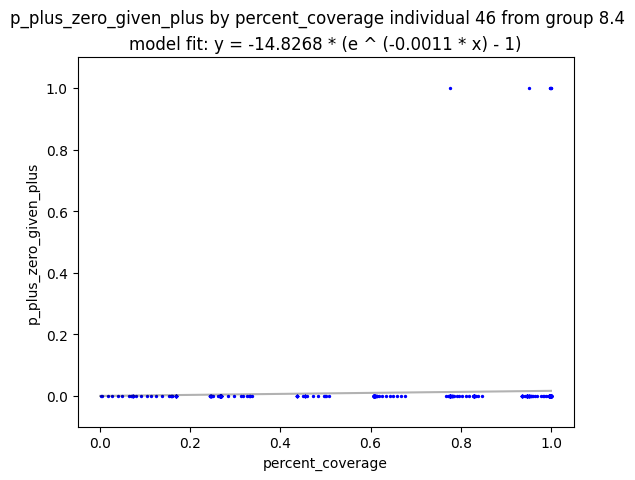 p_plus_zero_given_plus by percent_coverage individual 46 from group 8.4
model fit: y = -14.8268 * (e ^ (-0.0011 * x) - 1)
1.0
0.8
0.6
0.4
0.2
0.0
p_plus_zero_given_plus
0.0 0.2 0.4 0.6 0.8 1.0
percent_coverage